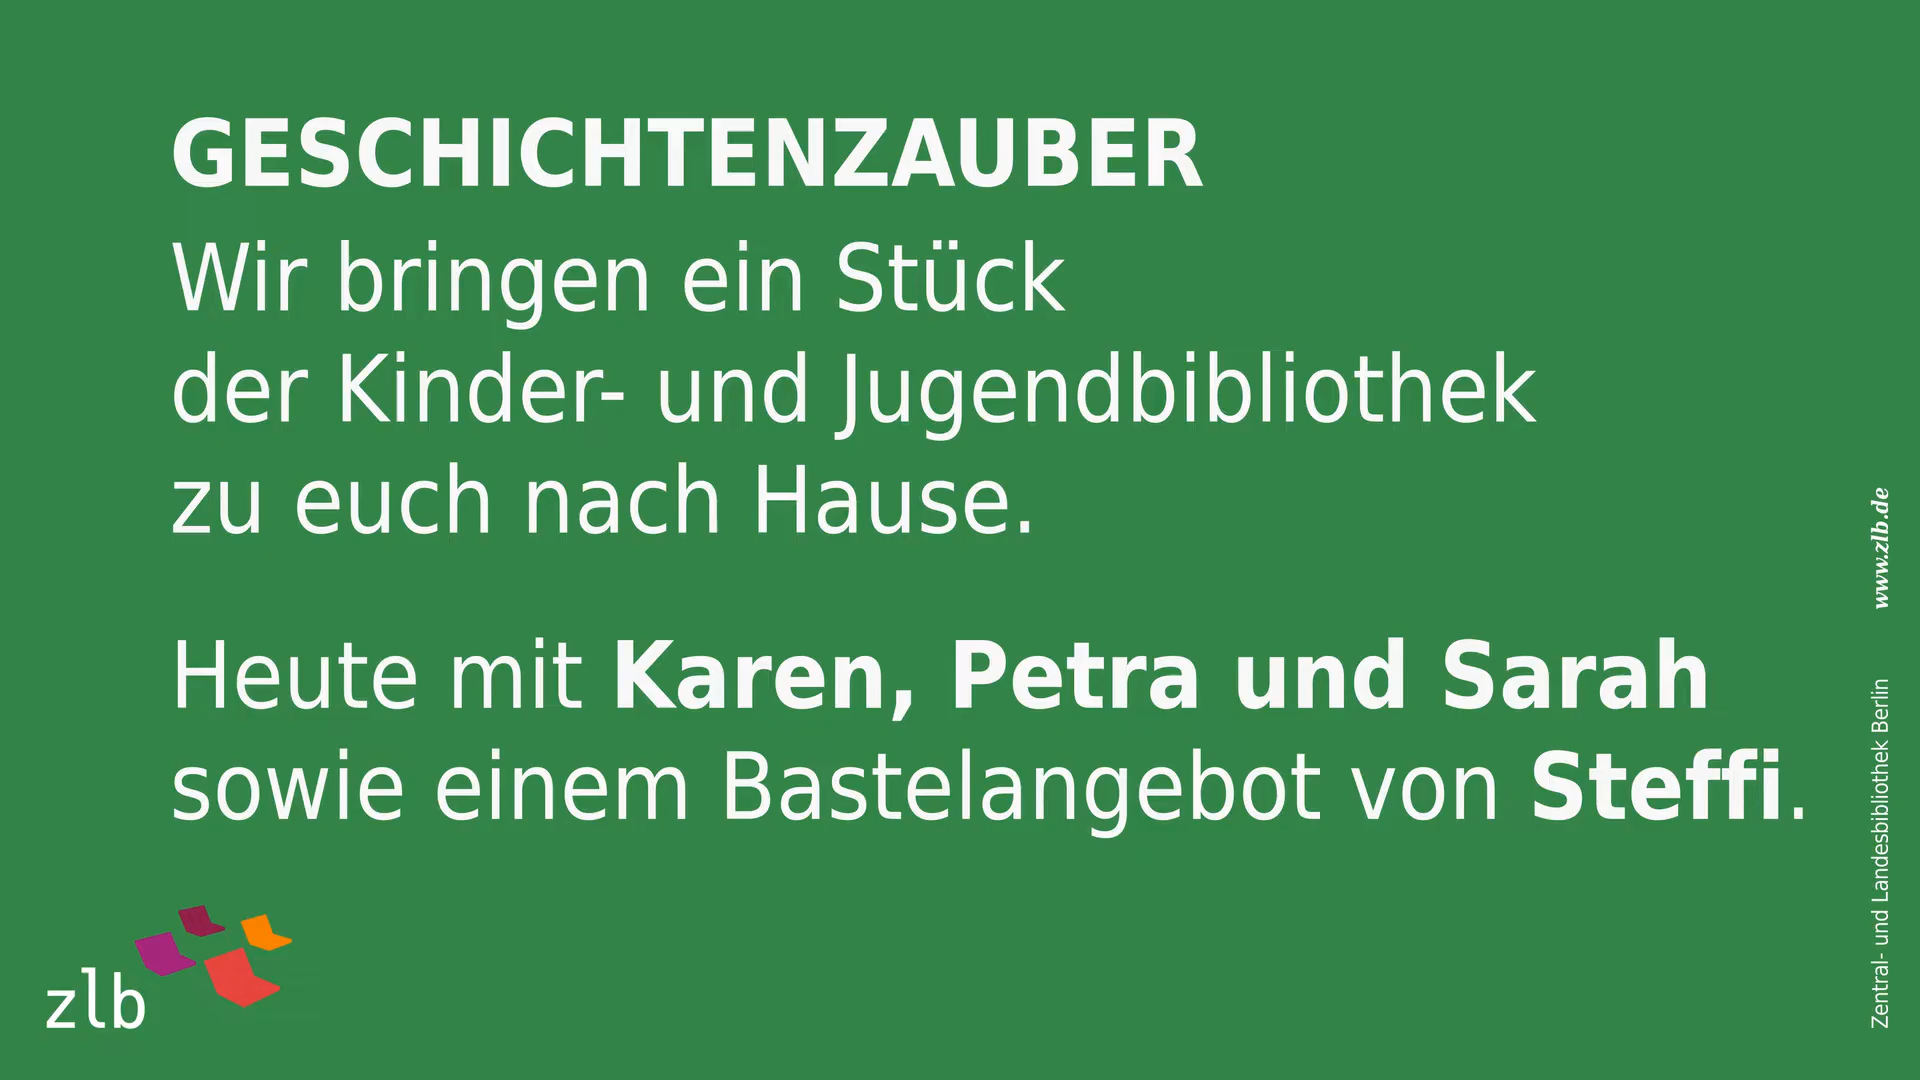 GESCHICHTENZAUBER
Wir bringen ein Stück
der Kinder- und Jugendbibliothek
zu euch nach Hause.
Heute mit Karen, Petra und Sarah
sowie einem Bastelangebot von Steffi.
zlb
Zentral- und Landesbibliothek Berlin www.zlb.de